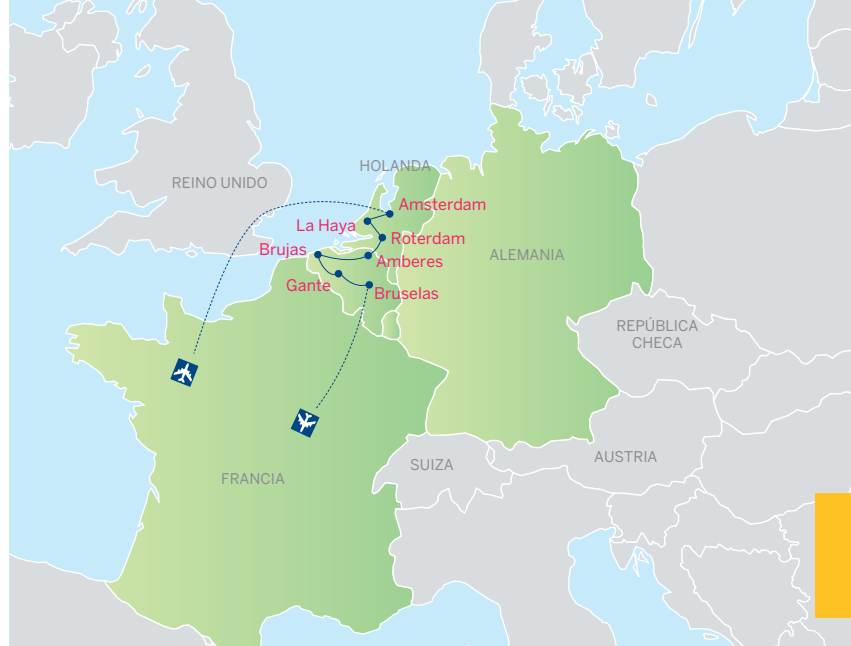 HOLANDA
REINO UNIDO
Amsterdam
La Haya
Roterdam
Brujas
Amberes
ALEMANIA
Gante
Bruselas
REPÚBLICA
CHECA
AUSTRIA
SUIZA
FRANCIA